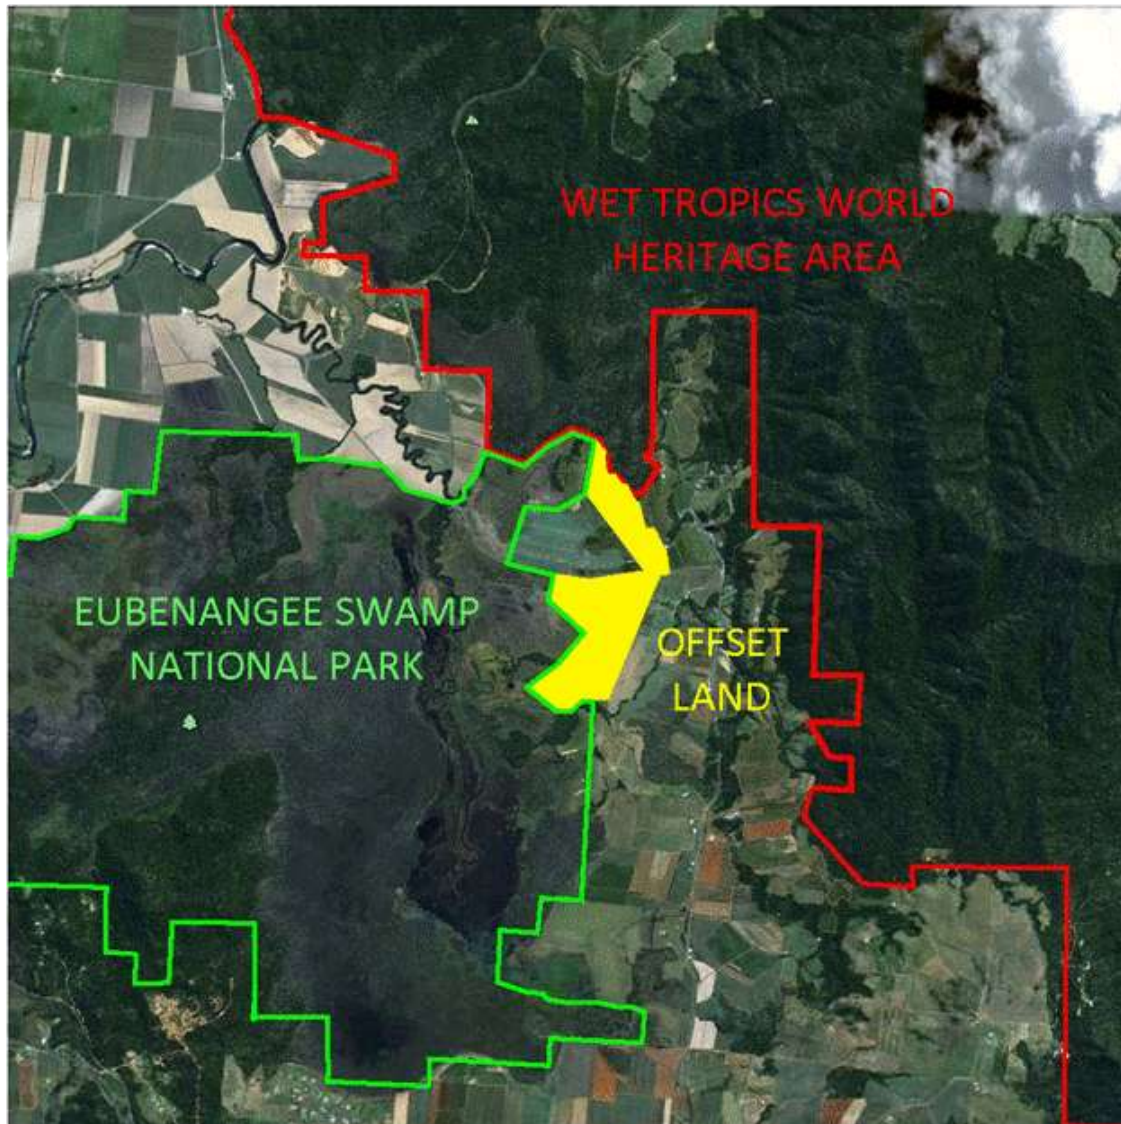 WET TROPICS WORLD
HERITAGE AREA
EUBENANGEE SWAMP
NATIONAL PARK
OFFSET
LAND